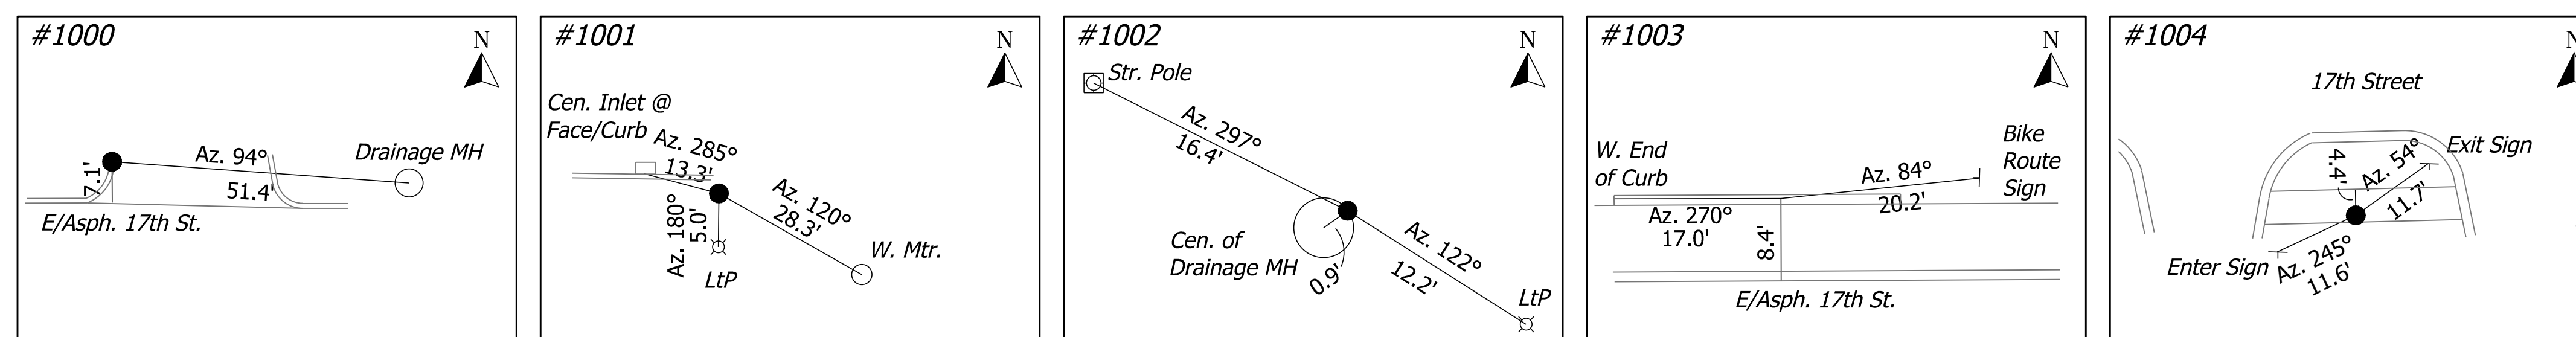 #1000
N
7.1'
Az. 94°
51.4'
Drainage MH
E/Asph. 17th St.
#1001
N
Cen. Inlet @
Face/Curb
Az. 285°
13.3'
Az. 180°
5.0'
Az. 120°
28.3'
W. Mtr.
LtP
#1002
N
Str. Pole
Az. 297°
16.4'
Cen. of
Drainage MH
0.9'
Az. 122°
12.2'
LtP
#1003
N
W. End
of Curb
Az. 270°
17.0'
8.4'
Az. 84°
20.2'
Bike
Route
Sign
E/Asph. 17th St.
#1004
N
17th Street
4.4'
Az. 54°
11.7'
Exit Sign
Enter Sign
Az. 245°
11.6'